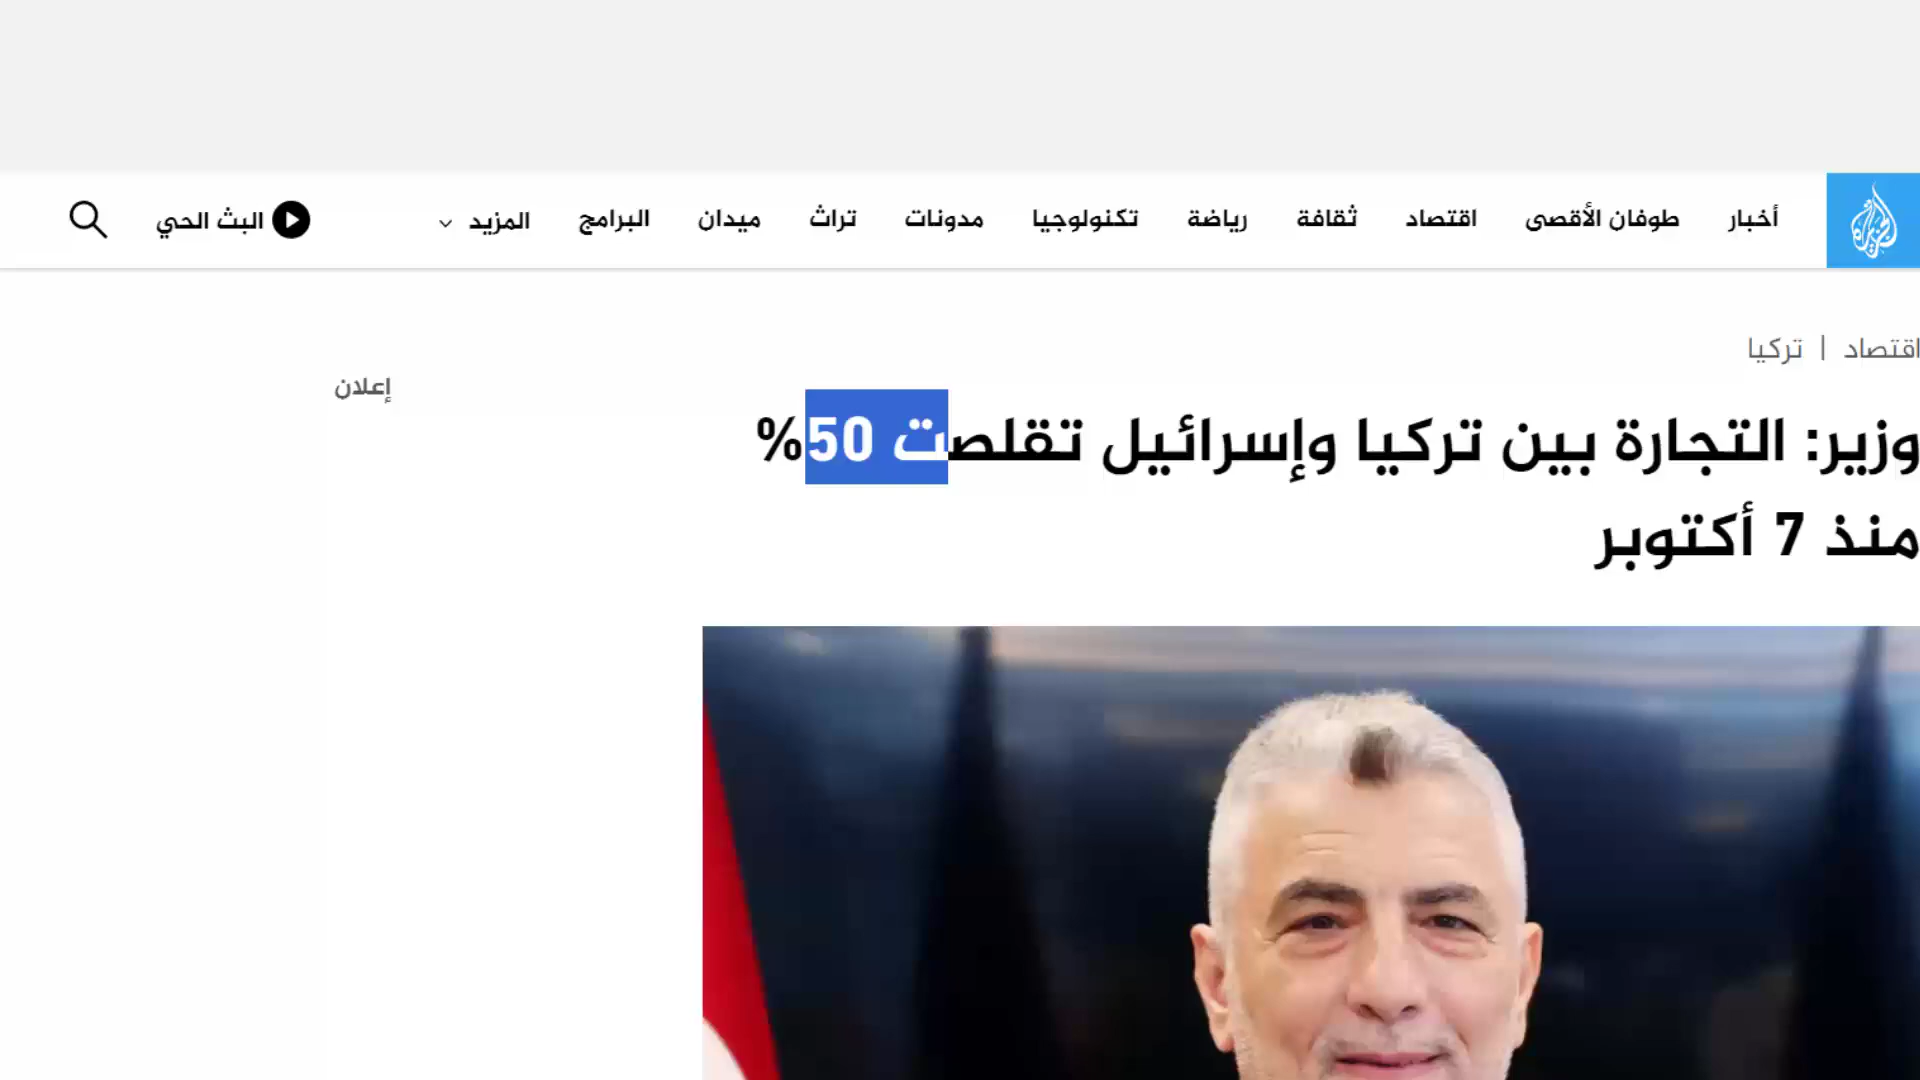 أخبار
طوفان الأقصى
اقتصاد
ثقافة
رياضة
تكنولوجيا
مدونات
تراث
ميدان
البرامج
المزيد
البث الحي
اقتصاد | تركيا
إعلان
وزير: التجارة بين تركيا وإسرائيل تقلصت 50%
منذ 7 أكتوبر